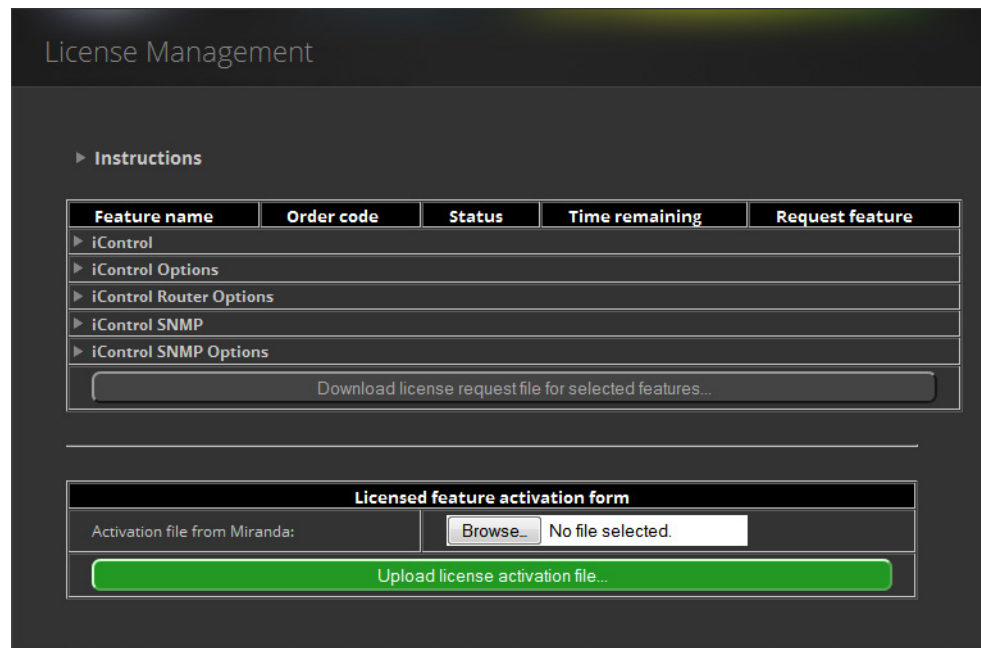 License Management
Instructions
Feature name Order code Status Time remaining Request feature
iControl
iControl Options
iControl Router Options
iControl SNMP
iControl SNMP Options
Download license request file for selected features...
Licensed feature activation form
Activation file from Miranda: Browse... No file selected.
Upload license activation file...